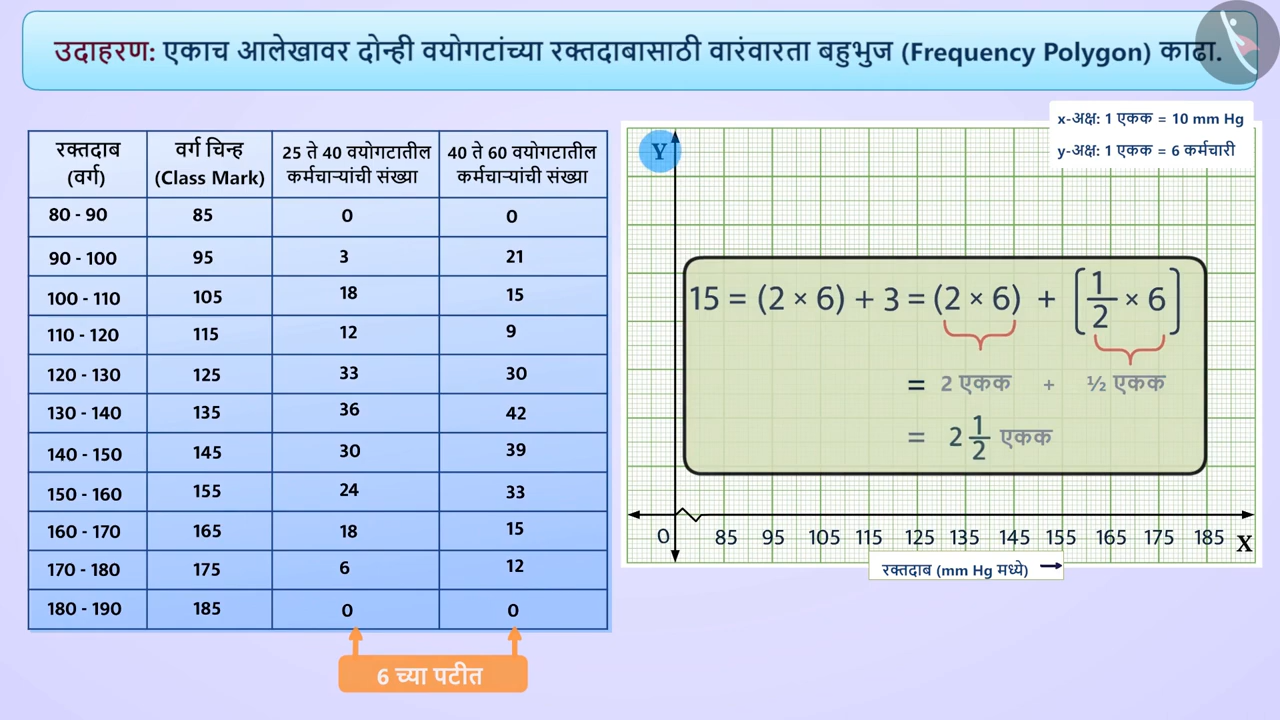 उदाहरण: एकाच आलेखावर दोन्ही वयोगटांच्या रक्तदाबासाठी वारंवारता बहुभुज (Frequency Polygon) काढा.
रक्तदाब (वर्ग) वर्ग चिन्ह (Class Mark) 25 ते 40 वयोगटातील कर्मचाऱ्यांची संख्या 40 ते 60 वयोगटातील कर्मचाऱ्यांची संख्या
80 - 90 85 0 0
90 - 100 95 3 21
100 - 110 105 18 15
110 - 120 115 12 9
120 - 130 125 33 30
130 - 140 135 36 42
140 - 150 145 30 39
150 - 160 155 24 33
160 - 170 165 18 15
170 - 180 175 6 12
180 - 190 185 0 0
6 च्या पटीत
x-अक्ष: 1 एकक = 10 mm Hg
y-अक्ष: 1 एकक = 6 कर्मचारी
Y
15 = (2 × 6) + 3 = (2 × 6) + [1/2 × 6]
= 2 एकक + ½ एकक
= 2 1/2 एकक
0 85 95 105 115 125 135 145 155 165 175 185 X
रक्तदाब (mm Hg मध्ये) →